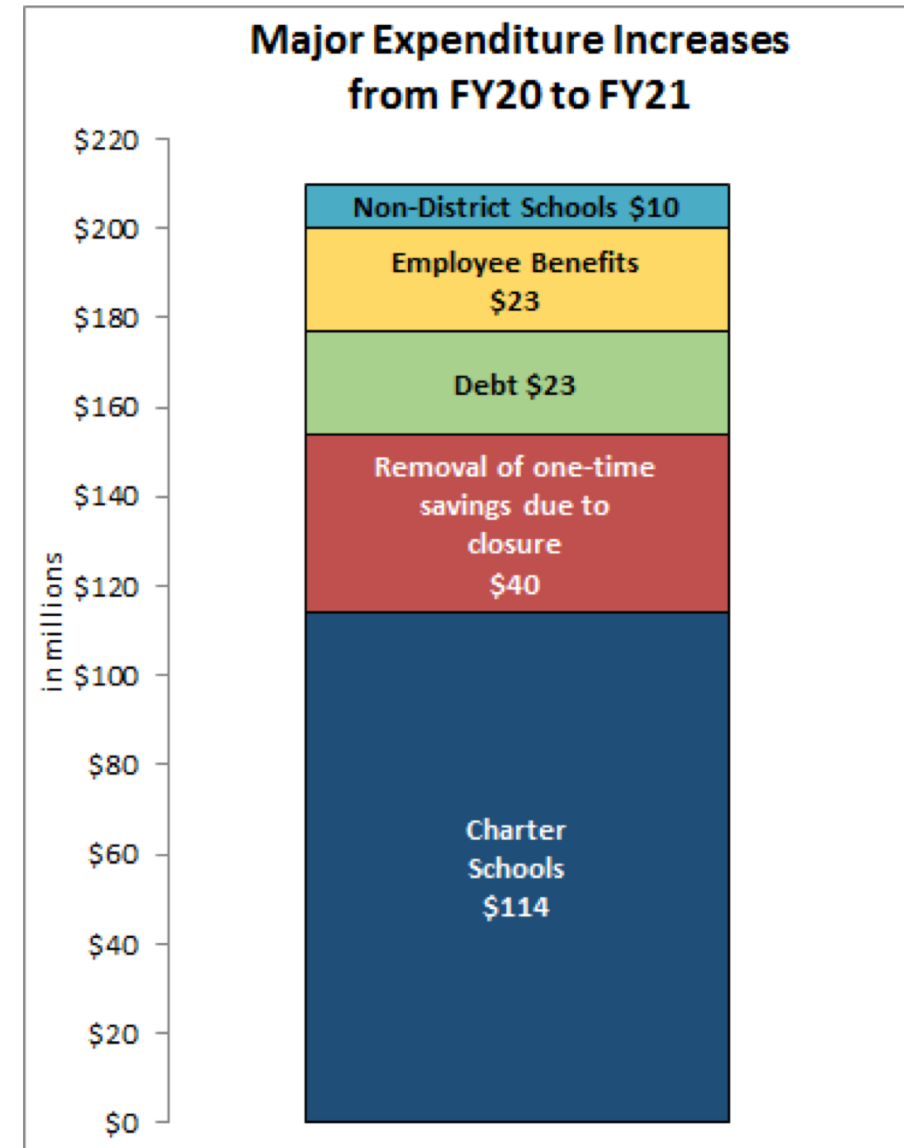 Major Expenditure Increases
from FY20 to FY21
$220
$200
$180
$160
$140
$120
$100
$80
$60
$40
$20
$0
in millions
Non-District Schools $10
Employee Benefits
$23
Debt $23
Removal of one-time
savings due to
closure
$40
Charter
Schools
$114